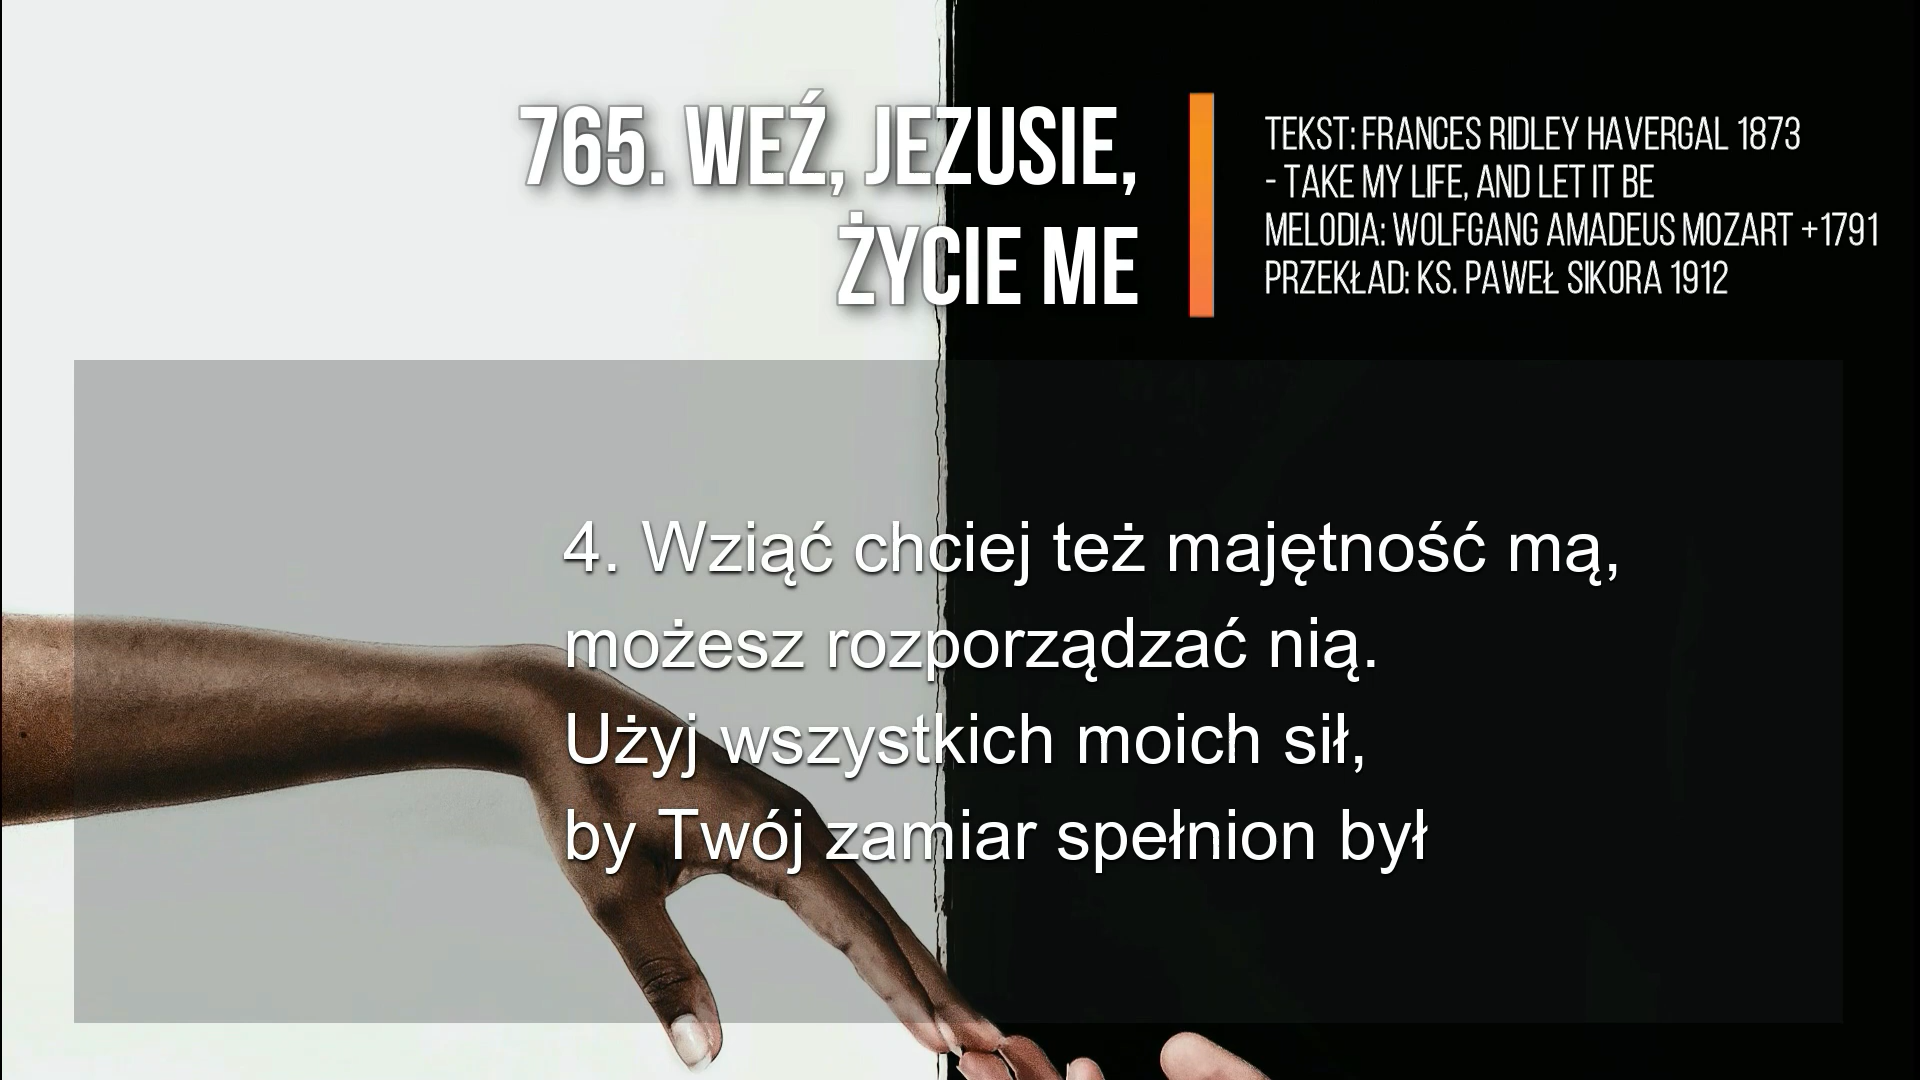 765. WEŹ, JEZUSIE,
ŻYCIE ME
TEKST: FRANCES RIDLEY HAVERGAL 1873
- TAKE MY LIFE, AND LET IT BE
MELODIA: WOLFGANG AMADEUS MOZART +1791
PRZEKŁAD: KS. PAWEŁ SIKORA 1912
4. Wziąć chciej też majętność mą,
możesz rozporządzać nią.
Użyj wszystkich moich sił,
by Twój zamiar spełnion był